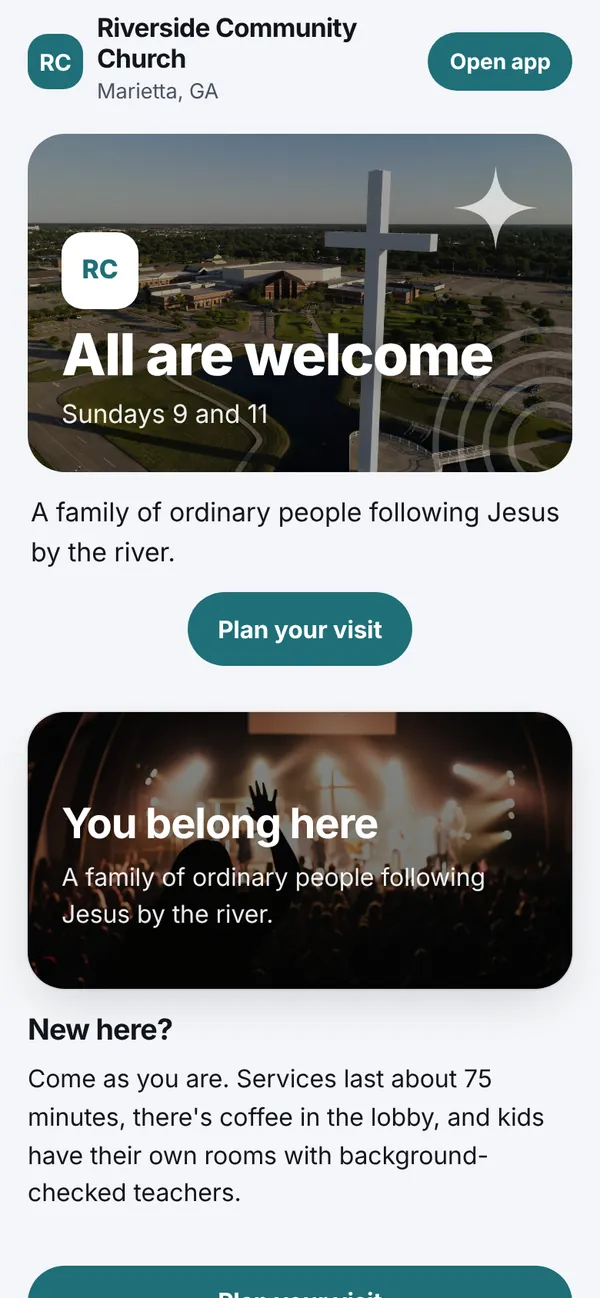 RC
Riverside Community
Church
Marietta, GA
Open app
RC
All are welcome
Sundays 9 and 11
A family of ordinary people following Jesus
by the river.
Plan your visit
You belong here
A family of ordinary people following
Jesus by the river.
New here?
Come as you are. Services last about 75
minutes, there's coffee in the lobby, and kids
have their own rooms with background-
checked teachers.
Plan your visit